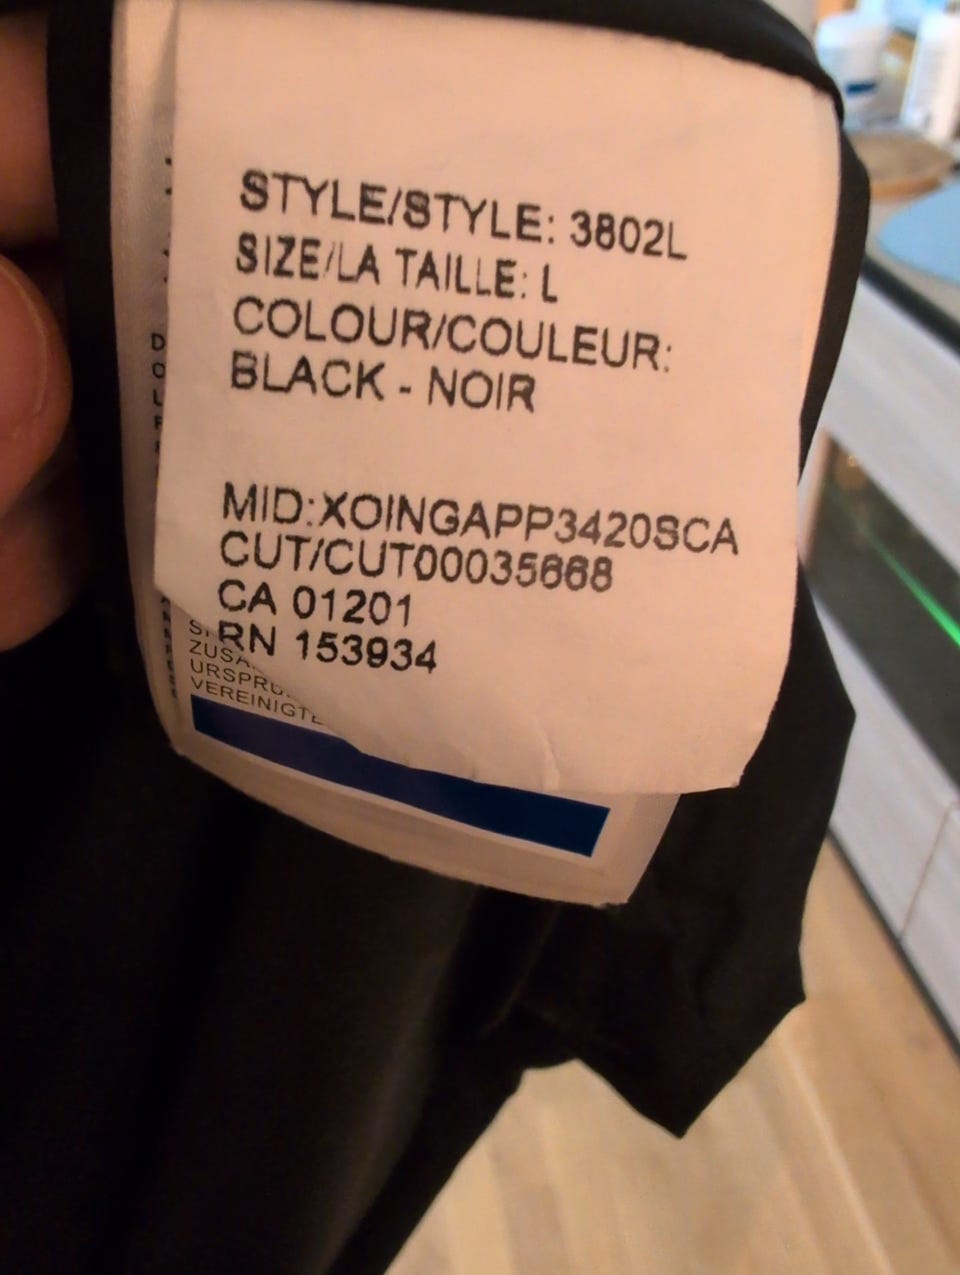 STYLE/STYLE: 3802L
SIZE/LA TAILLE: L
COLOUR/COULEUR:
BLACK - NOIR
MID:XOINGAPP3420SCA
CUT/CUT00035668
CA 01201
RN 153934